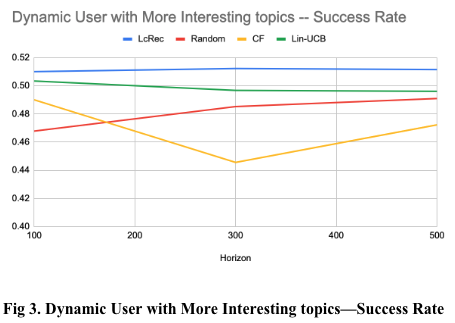 Dynamic User with More Interesting topics -- Success Rate
LcRec Random CF Lin-UCB
0.52
0.50
0.48
0.46
0.44
0.42
0.40
100 200 300 400 500
Horizon
Fig 3. Dynamic User with More Interesting topics—Success Rate